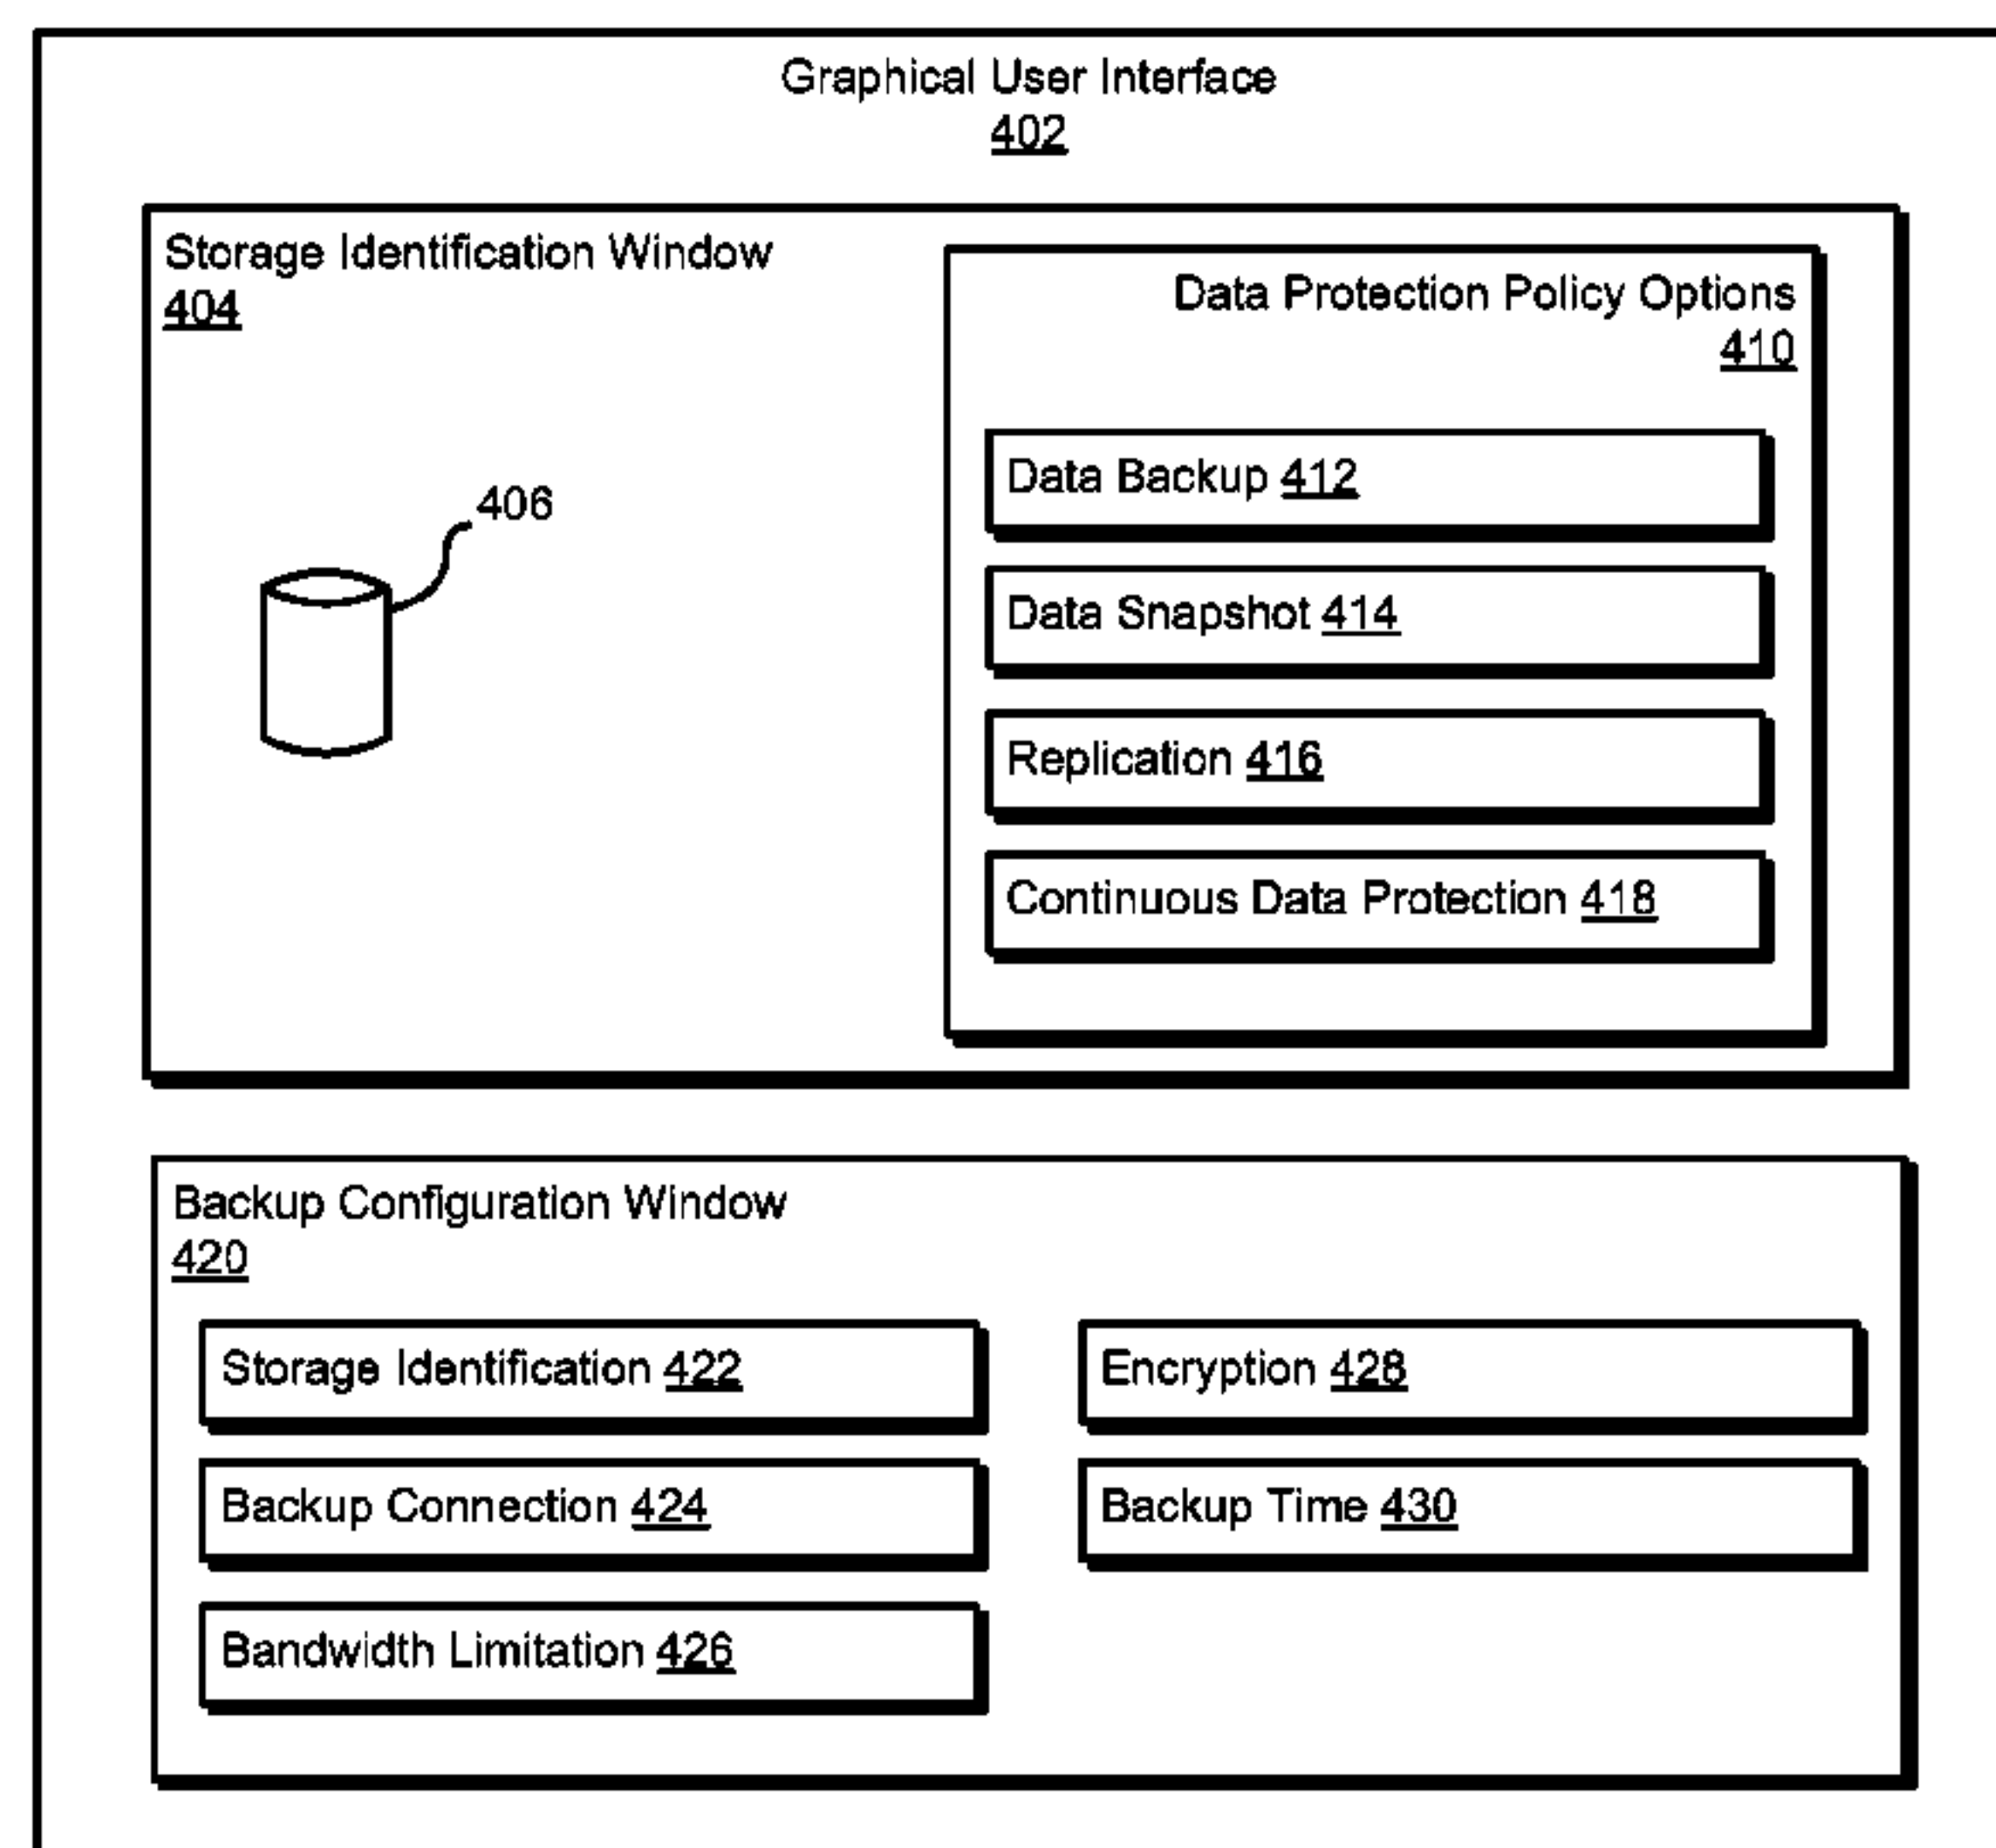 Graphical User Interface
402
Storage Identification Window
404
406
Data Protection Policy Options
410
Data Backup 412
Data Snapshot 414
Replication 416
Continuous Data Protection 418
Backup Configuration Window
420
Storage Identification 422
Backup Connection 424
Bandwidth Limitation 426
Encryption 428
Backup Time 430